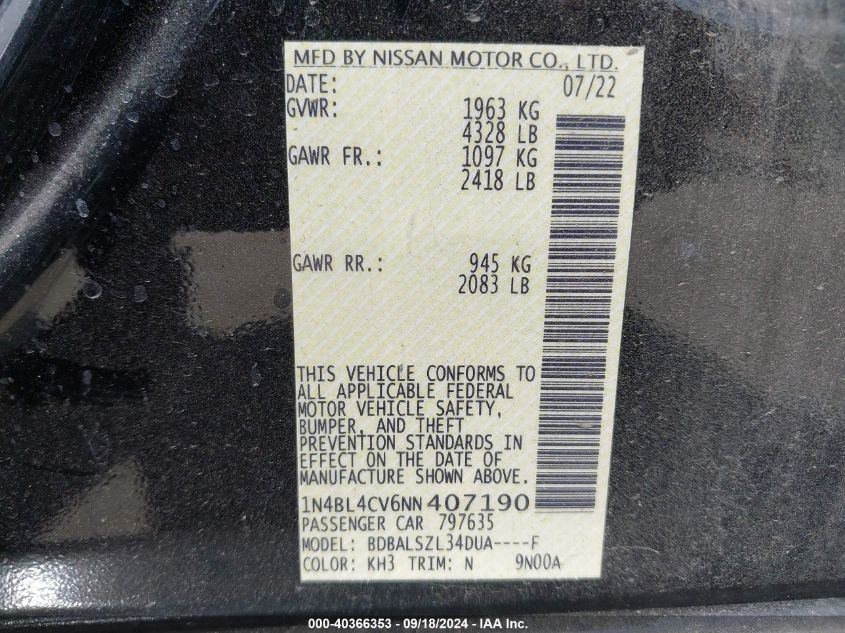 MFD BY NISSAN MOTOR CO., LTD.
DATE: 07/22
GVWR: 1963 KG
4328 LB
GAWR FR.: 1097 KG
2418 LB
GAWR RR.: 945 KG
2083 LB
THIS VEHICLE CONFORMS TO
ALL APPLICABLE FEDERAL
MOTOR VEHICLE SAFETY,
BUMPER, AND THEFT
PREVENTION STANDARDS IN
EFFECT ON THE DATE OF
MANUFACTURE SHOWN ABOVE.
1N4BL4CV6NN407190
PASSENGER CAR 797635
MODEL: BDBALSZL34DUA----F
COLOR: KH3 TRIM: N 9N00A
000-40366353 - 09/18/2024 - IAA Inc.